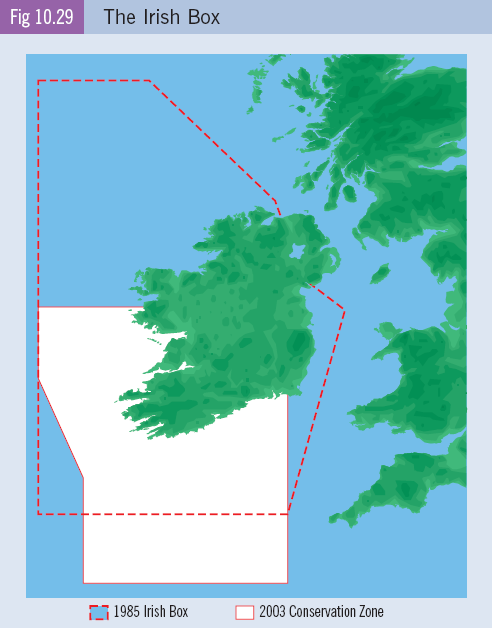 Fig 10.29 The Irish Box
1985 Irish Box 2003 Conservation Zone